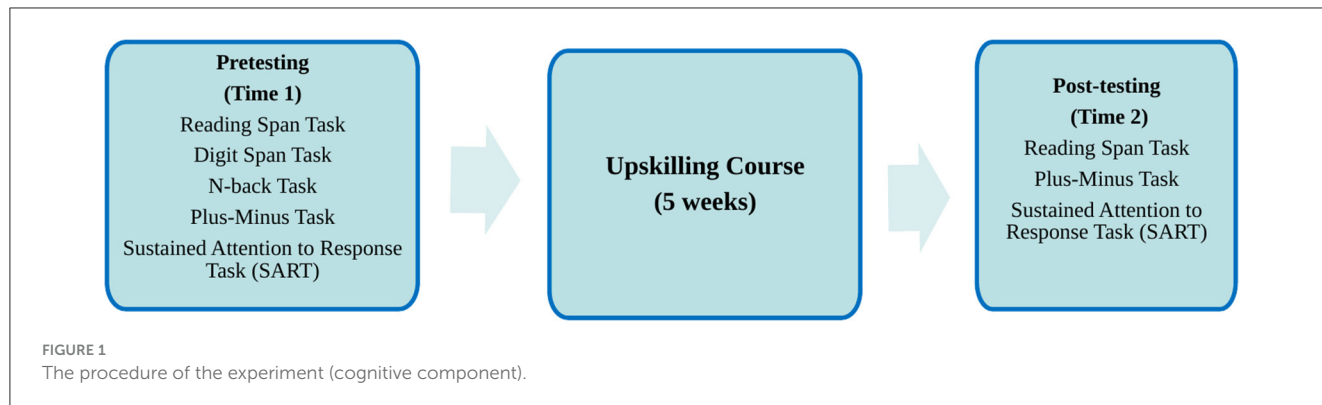 Pretesting
(Time 1)
Reading Span Task
Digit Span Task
N-back Task
Plus-Minus Task
Sustained Attention to Response
Task (SART)
Upskilling Course
(5 weeks)
Post-testing
(Time 2)
Reading Span Task
Plus-Minus Task
Sustained Attention to
Response Task (SART)
FIGURE 1
The procedure of the experiment (cognitive component).